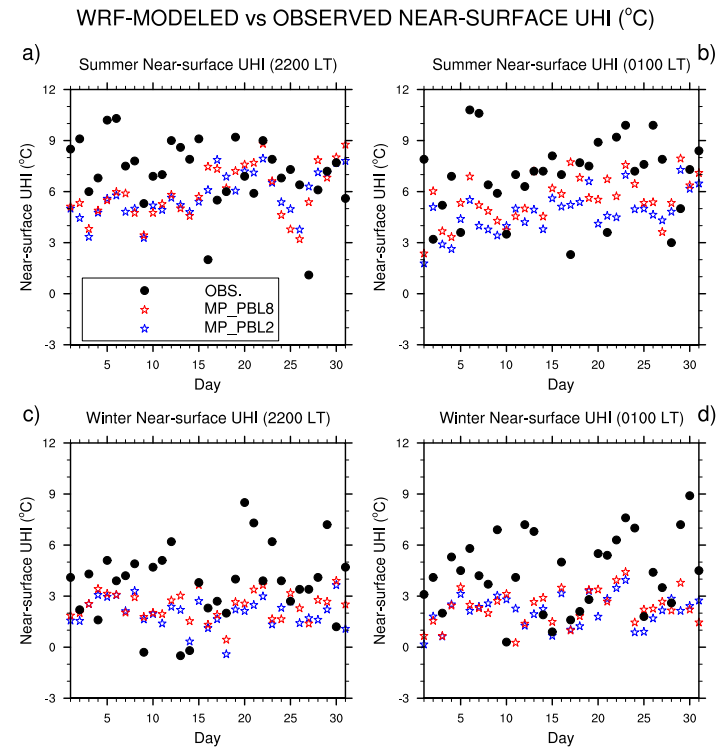 WRF-MODELED vs OBSERVED NEAR-SURFACE UHI (°C)
a)
Summer Near-surface UHI (2200 LT)
12
9
6
3
0
-3
Near-surface UHI (°C)
OBS.
MP_PBL8
MP_PBL2
5 10 15 20 25 30
Day
b)
Summer Near-surface UHI (0100 LT)
12
9
6
3
0
-3
Near-surface UHI (°C)
5 10 15 20 25 30
Day
c)
Winter Near-surface UHI (2200 LT)
12
9
6
3
0
-3
Near-surface UHI (°C)
5 10 15 20 25 30
Day
d)
Winter Near-surface UHI (0100 LT)
12
9
6
3
0
-3
Near-surface UHI (°C)
5 10 15 20 25 30
Day